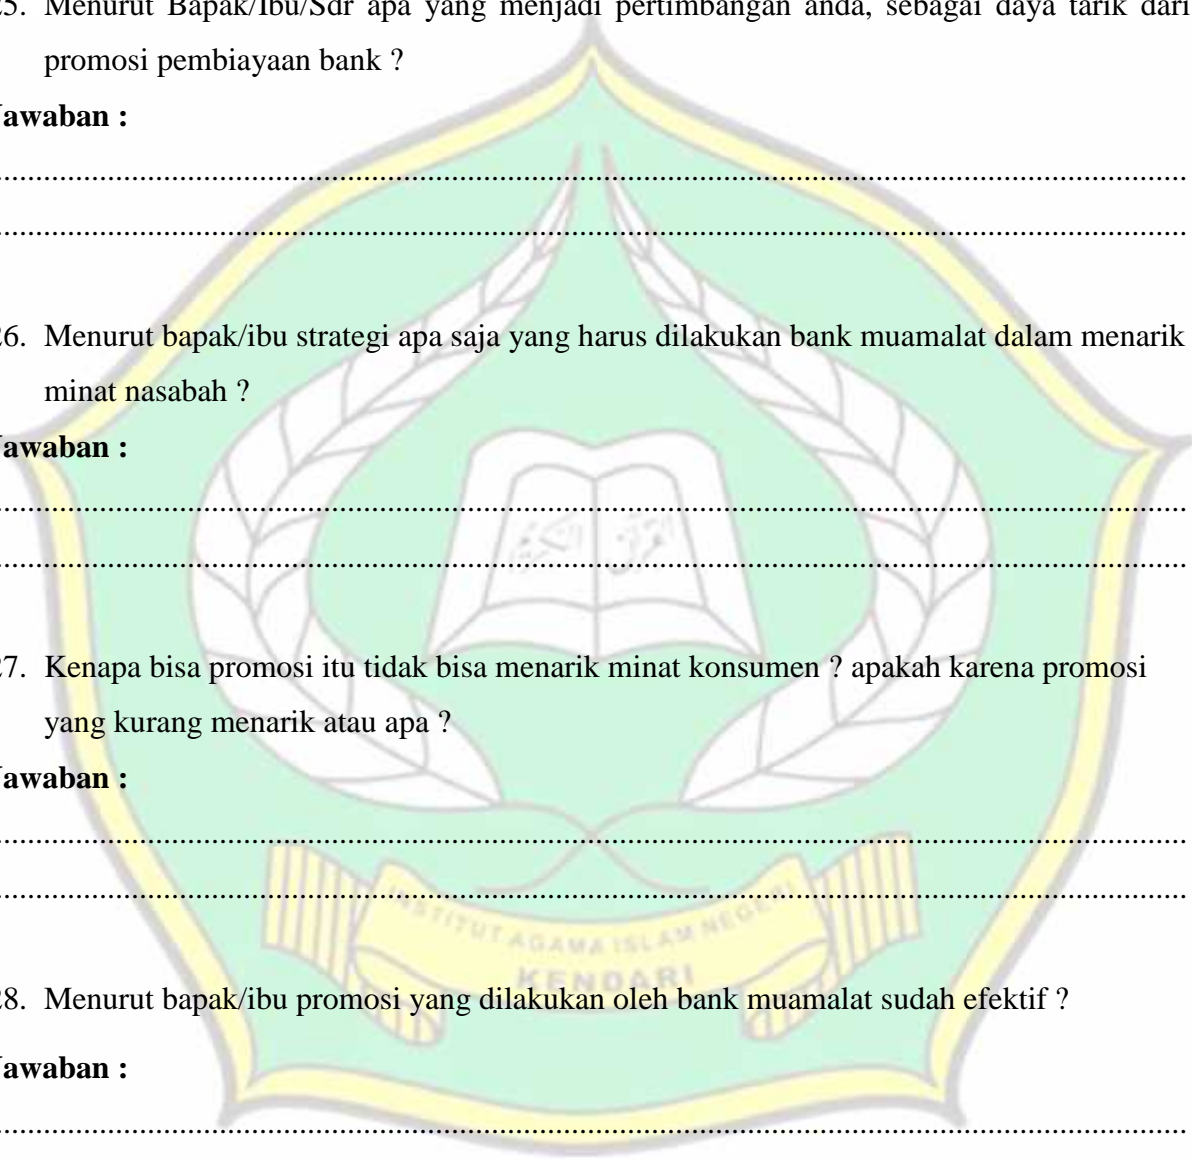 25. Menurut Bapak/Ibu/Sdr apa yang menjadi pertimbangan anda, sebagai daya tarik dari
promosi pembiayaan bank ?
Jawaban :
........................................................................................................................
........................................................................................................................
26. Menurut bapak/ibu strategi apa saja yang harus dilakukan bank muamalat dalam menarik
minat nasabah ?
Jawaban :
........................................................................................................................
........................................................................................................................
27. Kenapa bisa promosi itu tidak bisa menarik minat konsumen ? apakah karena promosi
yang kurang menarik atau apa ?
Jawaban :
........................................................................................................................
........................................................................................................................
INSTITUT AGAMA ISLAM NEGERI
KENDARI
28. Menurut bapak/ibu promosi yang dilakukan oleh bank muamalat sudah efektif ?
Jawaban :
........................................................................................................................